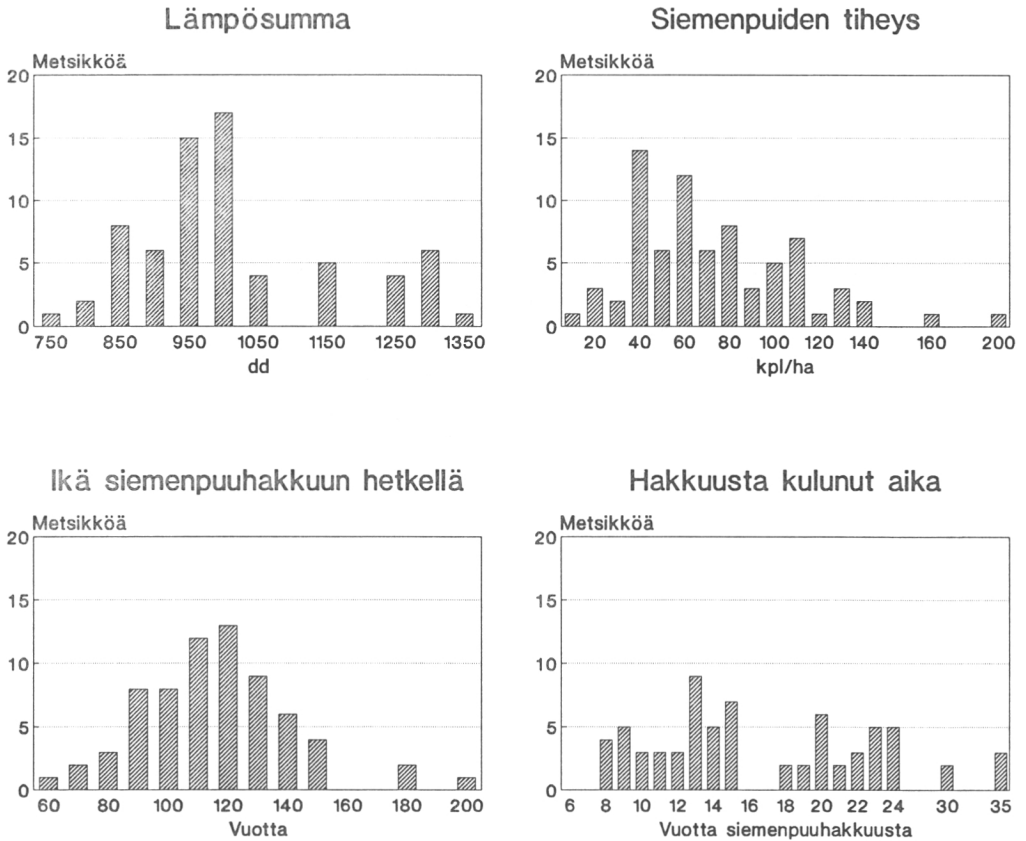 Lämpösumma
Metsikköä
20
15
10
5
0
750 850 950 1050 1150 1250 1350
dd
Siemenpuiden tiheys
Metsikköä
20
15
10
5
0
20 40 60 80 100 120 140 160 200
kpl/ha
Ikä siemenpuuhakkuun hetkellä
Metsikköä
20
15
10
5
0
60 80 100 120 140 160 180 200
Vuotta
Hakkuusta kulunut aika
Metsikköä
20
15
10
5
0
6 8 10 12 14 16 18 20 22 24 30 35
Vuotta siemenpuuhakkuusta